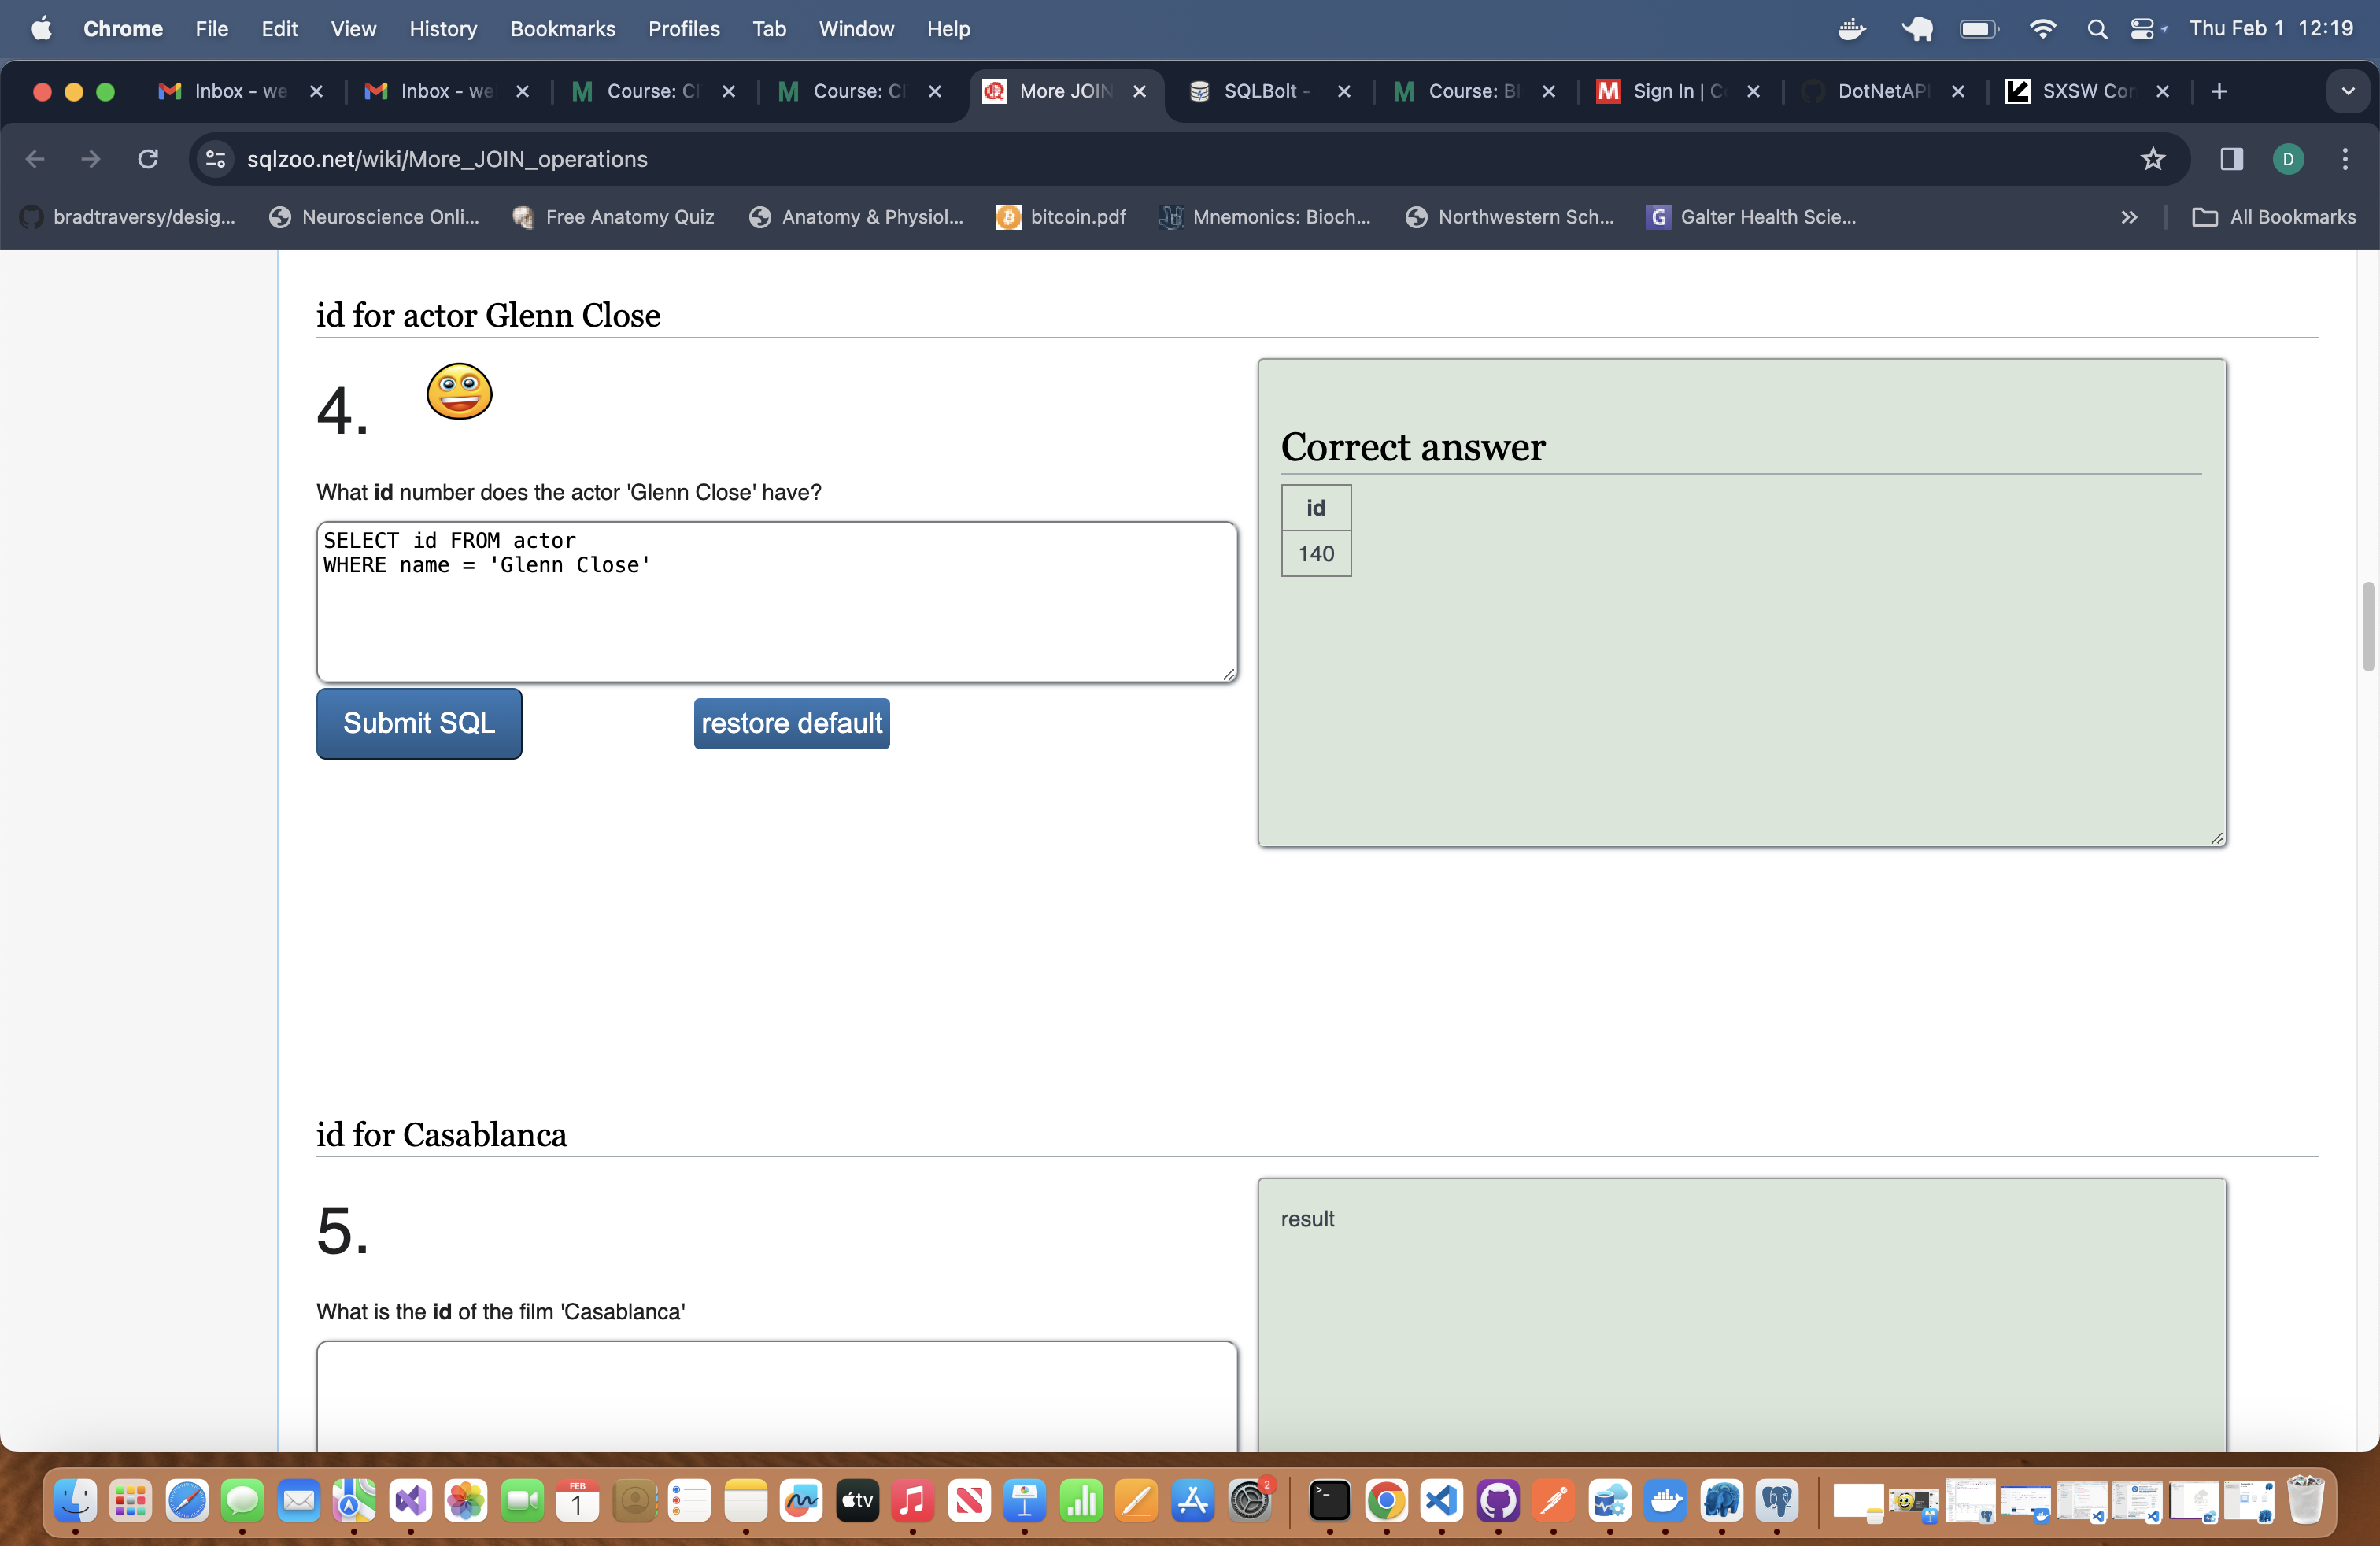 Chrome File Edit View History Bookmarks Profiles Tab Window Help Thu Feb 1 12:19
Inbox - we Inbox - we Course: Cl Course: Cl More JOIN SQLBolt - Course: Bl Sign In | C DotNetAP SXSW Cor
sqlzoo.net/wiki/More_JOIN_operations D
bradtraversy/desig... Neuroscience Onli... Free Anatomy Quiz Anatomy & Physiol... bitcoin.pdf Mnemonics: Bioch... Northwestern Sch... G Galter Health Scie... All Bookmarks
id for actor Glenn Close
4.
What id number does the actor 'Glenn Close' have?
SELECT id FROM actor
WHERE name = 'Glenn Close'
Submit SQL restore default
Correct answer
id
140
id for Casablanca
5.
What is the id of the film 'Casablanca'
result
FEB
1
tv
2